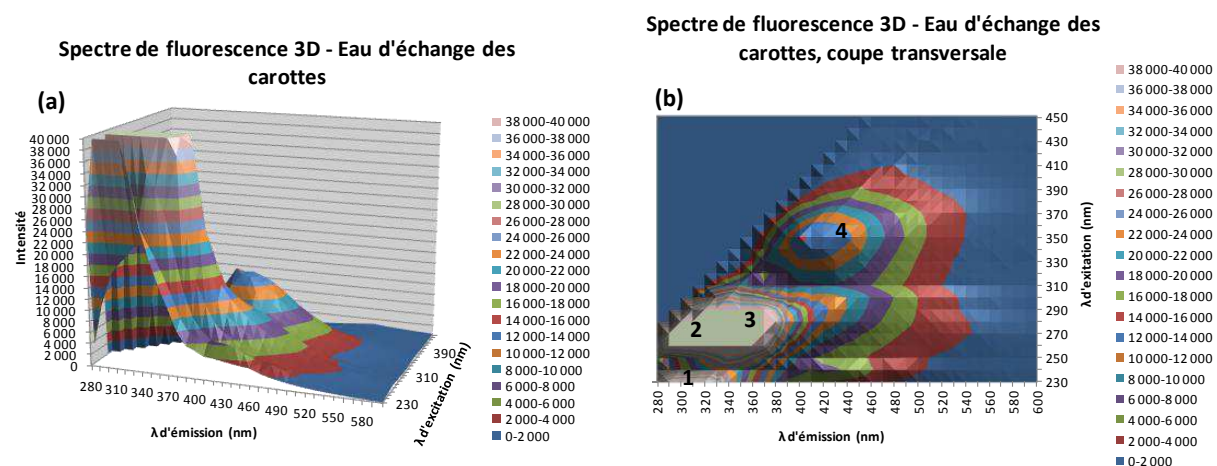 Spectre de fluorescence 3D - Eau d'échange des
carottes
(a)
40 000
38 000
36 000
34 000
32 000
30 000
28 000
26 000
24 000
22 000
20 000
18 000
16 000
14 000
12 000
10 000
8 000
6 000
4 000
2 000
0
Intensité
280 310 340 370 400 430 460 490 520 550 580
λ d'émission (nm)
230
310
390
λ d'excitation (nm)
38 000-40 000
36 000-38 000
34 000-36 000
32 000-34 000
30 000-32 000
28 000-30 000
26 000-28 000
24 000-26 000
22 000-24 000
20 000-22 000
18 000-20 000
16 000-18 000
14 000-16 000
12 000-14 000
10 000-12 000
8 000-10 000
6 000-8 000
4 000-6 000
2 000-4 000
0-2 000
Spectre de fluorescence 3D - Eau d'échange des
carottes, coupe transversale
(b)
4
3
2
1
450
430
410
390
370
350
330
310
290
270
250
230
λ d'exitation (nm)
280 300 320 340 360 380 400 420 440 460 480 500 520 540 560 580 600
λ d'émission (nm)
38 000-40 000
36 000-38 000
34 000-36 000
32 000-34 000
30 000-32 000
28 000-30 000
26 000-28 000
24 000-26 000
22 000-24 000
20 000-22 000
18 000-20 000
16 000-18 000
14 000-16 000
12 000-14 000
10 000-12 000
8 000-10 000
6 000-8 000
4 000-6 000
2 000-4 000
0-2 000